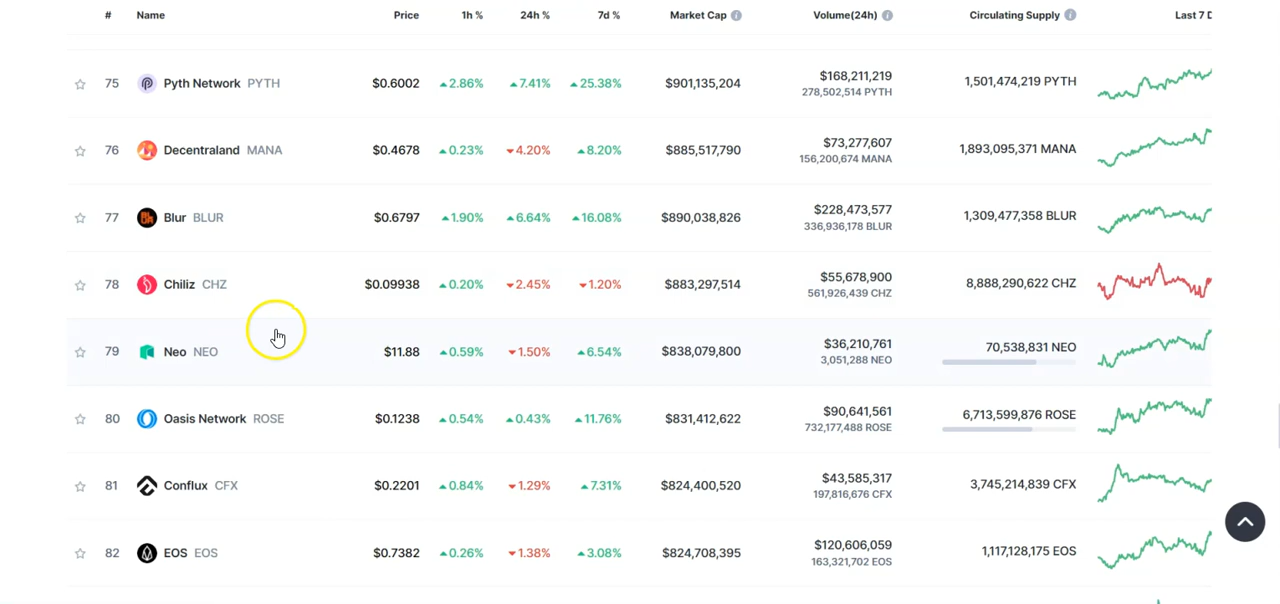 # Name Price 1h % 24h % 7d % Market Cap Volume(24h) Circulating Supply Last 7 D
75 Pyth Network PYTH $0.6002 2.86% 7.41% 25.38% $901,135,204 $168,211,219 1,501,474,219 PYTH
278,502,514 PYTH
76 Decentraland MANA $0.4678 0.23% 4.20% 8.20% $885,517,790 $73,277,607 1,893,095,371 MANA
156,200,674 MANA
77 Blur BLUR $0.6797 1.90% 6.64% 16.08% $890,038,826 $228,473,577 1,309,477,358 BLUR
336,936,178 BLUR
78 Chiliz CHZ $0.09938 0.20% 2.45% 1.20% $883,297,514 $55,678,900 8,888,290,622 CHZ
561,926,439 CHZ
79 Neo NEO $11.88 0.59% 1.50% 6.54% $838,079,800 $36,210,761 70,538,831 NEO
3,051,288 NEO
80 Oasis Network ROSE $0.1238 0.54% 0.43% 11.76% $831,412,622 $90,641,561 6,713,599,876 ROSE
732,177,488 ROSE
81 Conflux CFX $0.2201 0.84% 1.29% 7.31% $824,400,520 $43,585,317 3,745,214,839 CFX
197,816,676 CFX
82 EOS EOS $0.7382 0.26% 1.38% 3.08% $824,708,395 $120,606,059 1,117,128,175 EOS
163,321,702 EOS